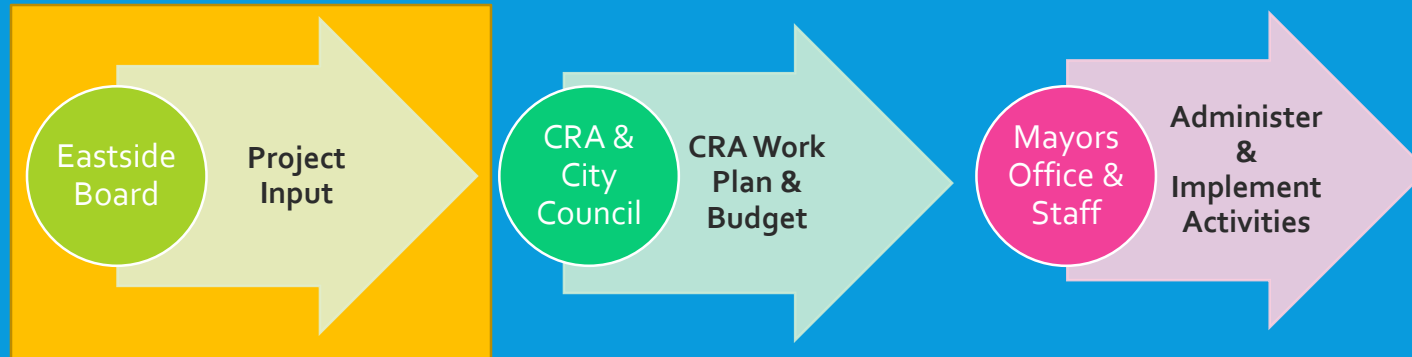 Eastside
Board
Project
Input
CRA &
City
Council
CRA Work
Plan &
Budget
Mayors
Office &
Staff
Administer
&
Implement
Activities